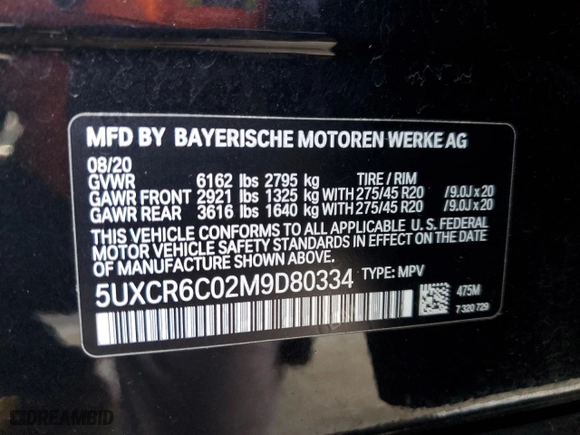 MFD BY BAYERISCHE MOTOREN WERKE AG
08/20
GVWR 6162 lbs 2795 kg TIRE / RIM
GAWR FRONT 2921 lbs 1325 kg WITH 275/45 R20 /9.0J x 20
GAWR REAR 3616 lbs 1640 kg WITH 275/45 R20 /9.0J x 20
THIS VEHICLE CONFORMS TO ALL APPLICABLE U. S. FEDERAL
MOTOR VEHICLE SAFETY STANDARDS IN EFFECT ON THE DATE OF
MANUFACTURE SHOWN ABOVE.
5UXCR6C02M9D80334 TYPE: MPV
475M
7 320 729
DREAMBID